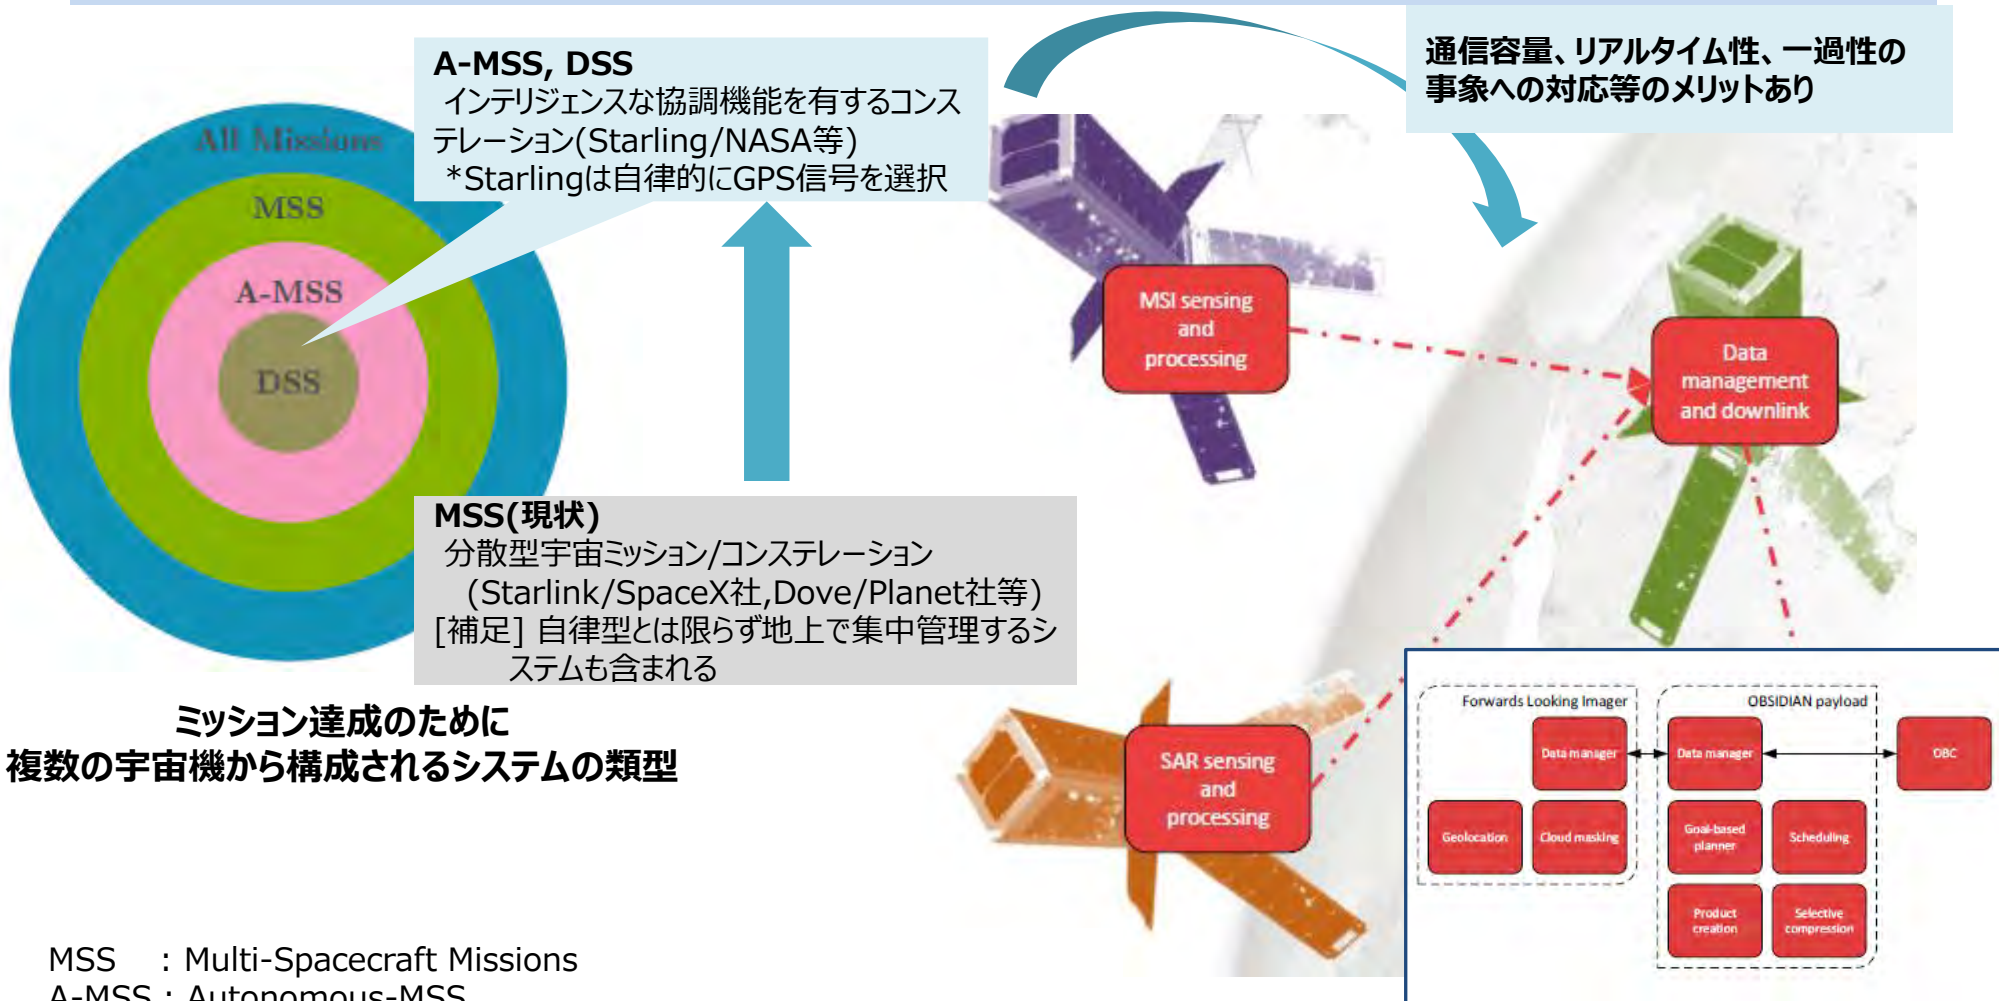 All Missions
MSS
A-MSS
DSS
A-MSS, DSS
インテリジェンスな協調機能を有するコンス
テレーション(Starling/NASA等)
*Starlingは自律的にGPS信号を選択
MSS(現状)
分散型宇宙ミッション/コンステレーション
(Starlink/SpaceX社,Dove/Planet社等)
[補足] 自律型とは限らず地上で集中管理するシ
ステムも含まれる
ミッション達成のために
複数の宇宙機から構成されるシステムの類型
MSS : Multi-Spacecraft Missions
A-MSS : Autonomous-MSS
通信容量、リアルタイム性、一過性の
事象への対応等のメリットあり
MSI sensing
and
processing
Data
management
and downlink
SAR sensing
and
processing
Forwards Looking Imager
OBSIDIAN payload
Data manager
Data manager
OBC
Geolocation
Cloud masking
Goal-based
planner
Scheduling
Product
creation
Selective
compression